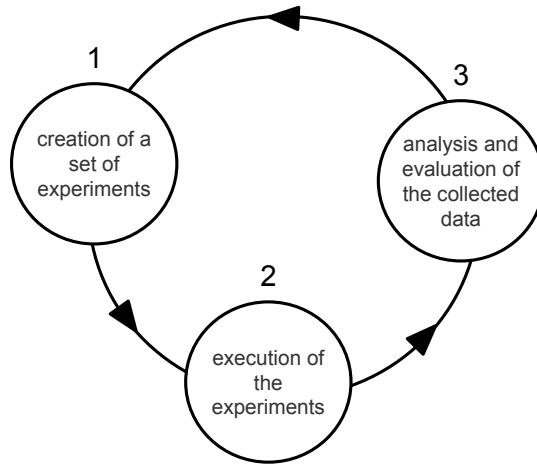 1
creation of a
set of
experiments
2
execution of
the
experiments
3
analysis and
evaluation of
the collected
data